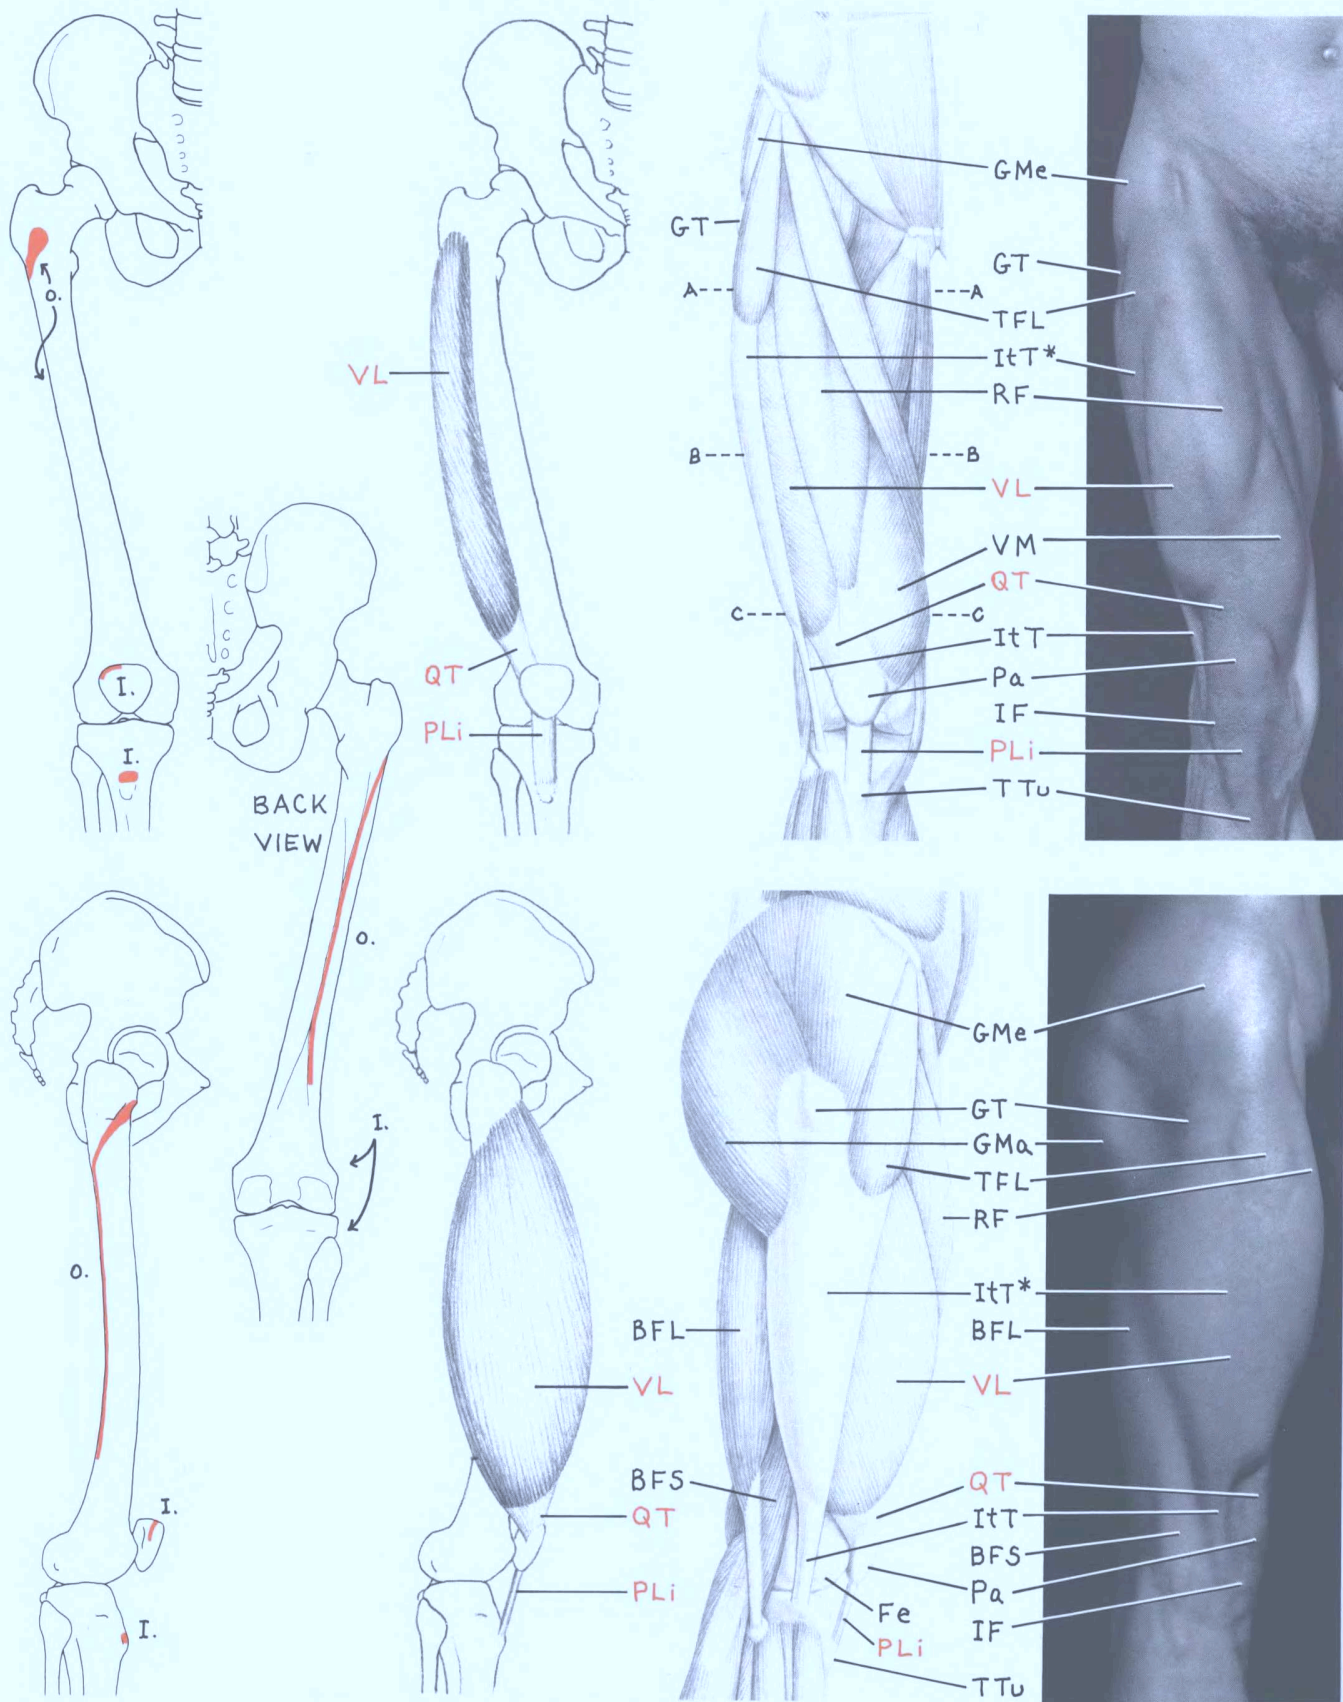 GMe
GT
GT
A
A
TFL
O.
ItT*
VL
RF
B
B
VL
VM
QT
C
C
ItT
I.
QT
Pa
IF
PLi
PLi
I.
TTu
BACK
VIEW
O.
GMe
GT
I.
GMa
TFL
RF
O.
ItT*
BFL
BFL
VL
VL
BFS
QT
I.
QT
ItT
BFS
PLi
Pa
Fe
I.
IF
PLi
TTu